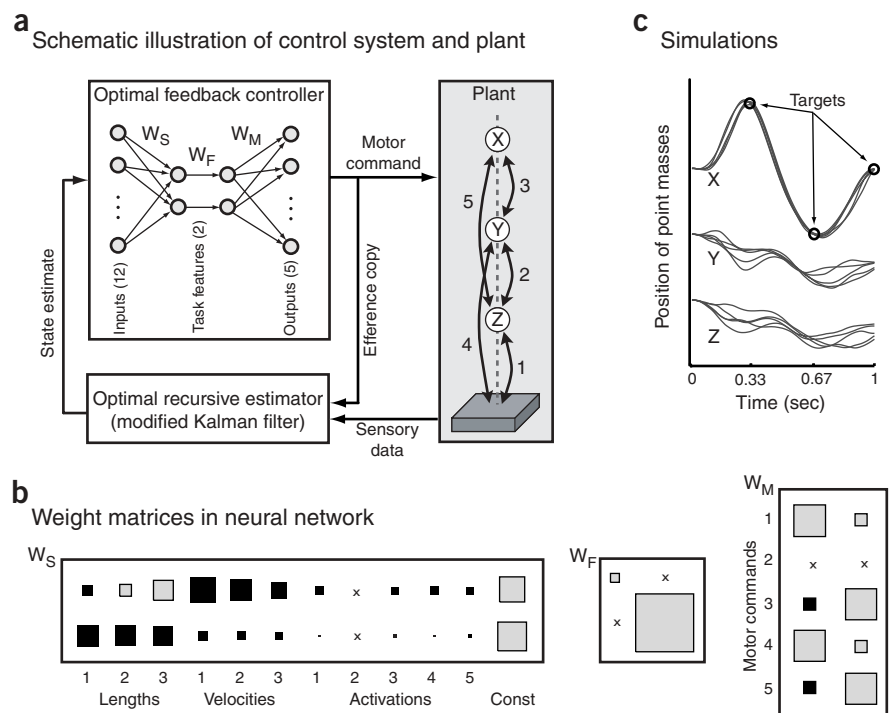 a
Schematic illustration of control system and plant
Optimal feedback controller
W_S
W_F
W_M
Inputs (12)
Task features (2)
Outputs (5)
State estimate
Motor
command
Efference copy
Optimal recursive estimator
(modified Kalman filter)
Sensory
data
Plant
X
Y
Z
5
3
2
4
1
c
Simulations
Targets
Position of point masses
X
Y
Z
0 0.33 0.67 1
Time (sec)
b
Weight matrices in neural network
W_S
x
x
1 2 3 1 2 3 1 2 3 4 5
Lengths Velocities Activations Const
W_F
x
x
W_M
Motor commands
1
2 x x
3
4
5